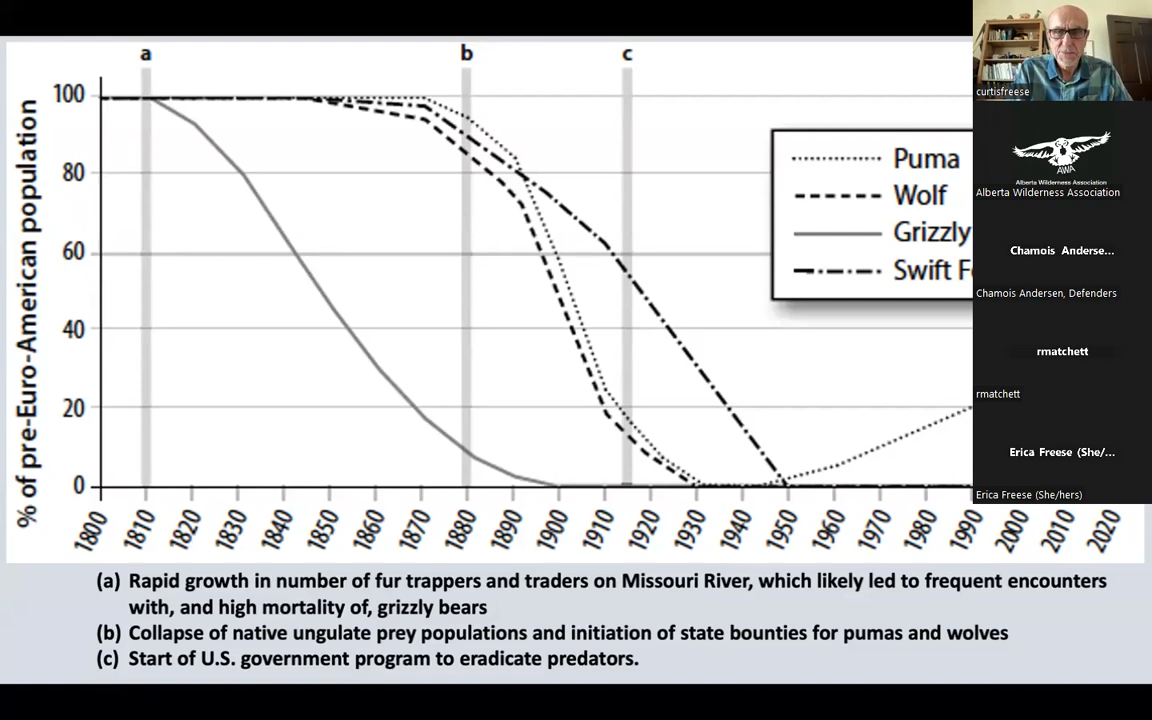 a b c
100
80
60
40
20
0
% of pre-Euro-American population
Puma
Wolf
Grizzly
Swift F
1800 1810 1820 1830 1840 1850 1860 1870 1880 1890 1900 1910 1920 1930 1940 1950 1960 1970 1980 1990 2000 2010 2020
(a) Rapid growth in number of fur trappers and traders on Missouri River, which likely led to frequent encounters
with, and high mortality of, grizzly bears
(b) Collapse of native ungulate prey populations and initiation of state bounties for pumas and wolves
(c) Start of U.S. government program to eradicate predators.
curtisfreese
AWA
Alberta Wilderness Association
Alberta Wilderness Association
Chamois Anderse...
Chamois Andersen, Defenders
rmatchett
rmatchett
Erica Freese (She/...
Erica Freese (She/hers)